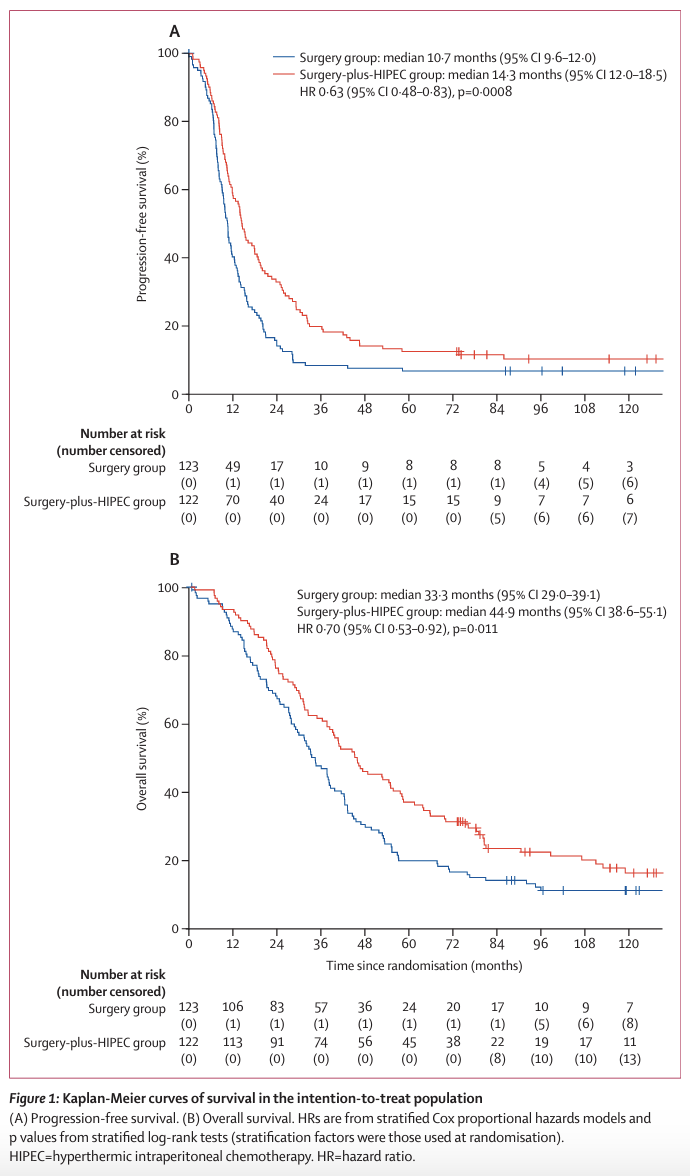 A
100
80
60
40
20
0
Progression-free survival (%)
Surgery group: median 10·7 months (95% CI 9·6–12·0)
Surgery-plus-HIPEC group: median 14·3 months (95% CI 12·0–18·5)
HR 0·63 (95% CI 0·48–0·83), p=0·0008
0 12 24 36 48 60 72 84 96 108 120
Number at risk
(number censored)
Surgery group 123 49 17 10 9 8 8 8 5 4 3
(0) (1) (1) (1) (1) (1) (1) (1) (4) (5) (6)
Surgery-plus-HIPEC group 122 70 40 24 17 15 15 9 7 7 6
(0) (0) (0) (0) (0) (0) (0) (5) (6) (6) (7)
B
100
80
60
40
20
0
Overall survival (%)
Surgery group: median 33·3 months (95% CI 29·0–39·1)
Surgery-plus-HIPEC group: median 44·9 months (95% CI 38·6–55·1)
HR 0·70 (95% CI 0·53–0·92), p=0·011
0 12 24 36 48 60 72 84 96 108 120
Time since randomisation (months)
Number at risk
(number censored)
Surgery group 123 106 83 57 36 24 20 17 10 9 7
(0) (1) (1) (1) (1) (1) (1) (1) (5) (6) (8)
Surgery-plus-HIPEC group 122 113 91 74 56 45 38 22 19 17 11
(0) (0) (0) (0) (0) (0) (0) (8) (10) (10) (13)
Figure 1: Kaplan-Meier curves of survival in the intention-to-treat population
(A) Progression-free survival. (B) Overall survival. HRs are from stratified Cox proportional hazards models and
p values from stratified log-rank tests (stratification factors were those used at randomisation).
HIPEC=hyperthermic intraperitoneal chemotherapy. HR=hazard ratio.